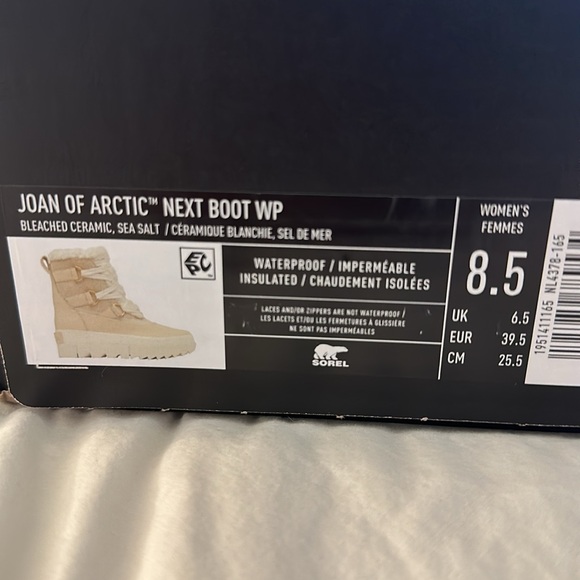 JOAN OF ARCTIC™ NEXT BOOT WP
BLEACHED CERAMIC, SEA SALT / CÉRAMIQUE BLANCHIE, SEL DE MER
EPC
WATERPROOF / IMPERMÉABLE
INSULATED / CHAUDEMENT ISOLÉES
LACES AND/OR ZIPPERS ARE NOT WATERPROOF /
LES LACETS ET/OU LES FERMETURES À GLISSIÈRE
NE SONT PAS IMPERMÉABLES
SOREL
WOMEN'S
FEMMES
8.5
UK 6.5
EUR 39.5
CM 25.5
1951411165 NL4378-165